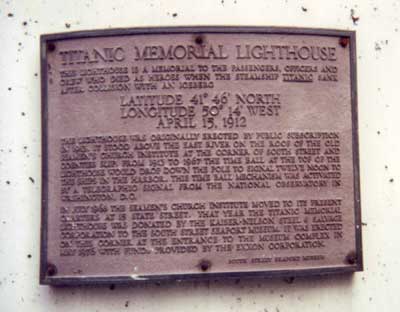 TITANIC MEMORIAL LIGHTHOUSE
THIS LIGHTHOUSE IS A MEMORIAL TO THE PASSENGERS, OFFICERS AND
CREW WHO DIED AS HEROES WHEN THE STEAMSHIP TITANIC SANK
AFTER COLLISION WITH AN ICEBERG
LATITUDE 41° 46' NORTH
LONGITUDE 50° 14' WEST
APRIL 15, 1912
THE LIGHTHOUSE WAS ORIGINALLY ERECTED BY PUBLIC SUBSCRIPTION
IT STOOD ABOVE THE EAST RIVER ON THE ROOF OF THE OLD
SEAMEN'S CHURCH INSTITUTE AT THE CORNER OF SOUTH STREET AND
SLIP. FROM 1913 TO 1967 THE TIME BALL AT THE TOP OF THE
LIGHTHOUSE WOULD DROP DOWN THE POLE TO SIGNAL TWELVE NOON TO
THE SHIPS IN THE HARBOR. THIS TIME BALL MECHANISM WAS ACTIVATED
BY A TELEGRAPHIC SIGNAL FROM THE NATIONAL OBSERVATORY IN
WASHINGTON, D.C.
IN JULY 1968 THE SEAMEN'S CHURCH INSTITUTE MOVED TO ITS PRESENT
AT 15 STATE STREET. THAT YEAR THE TITANIC MEMORIAL
LIGHTHOUSE WAS DONATED BY THE KAISER-NELSON STEEL & SALVAGE
CORPORATION TO THE SOUTH STREET SEAPORT MUSEUM. IT WAS ERECTED
ON THIS CORNER AT THE ENTRANCE TO THE MUSEUM COMPLEX IN
MAY 1976 WITH FUNDS PROVIDED BY THE EXXON CORPORATION.
SOUTH STREET SEAPORT MUSEUM